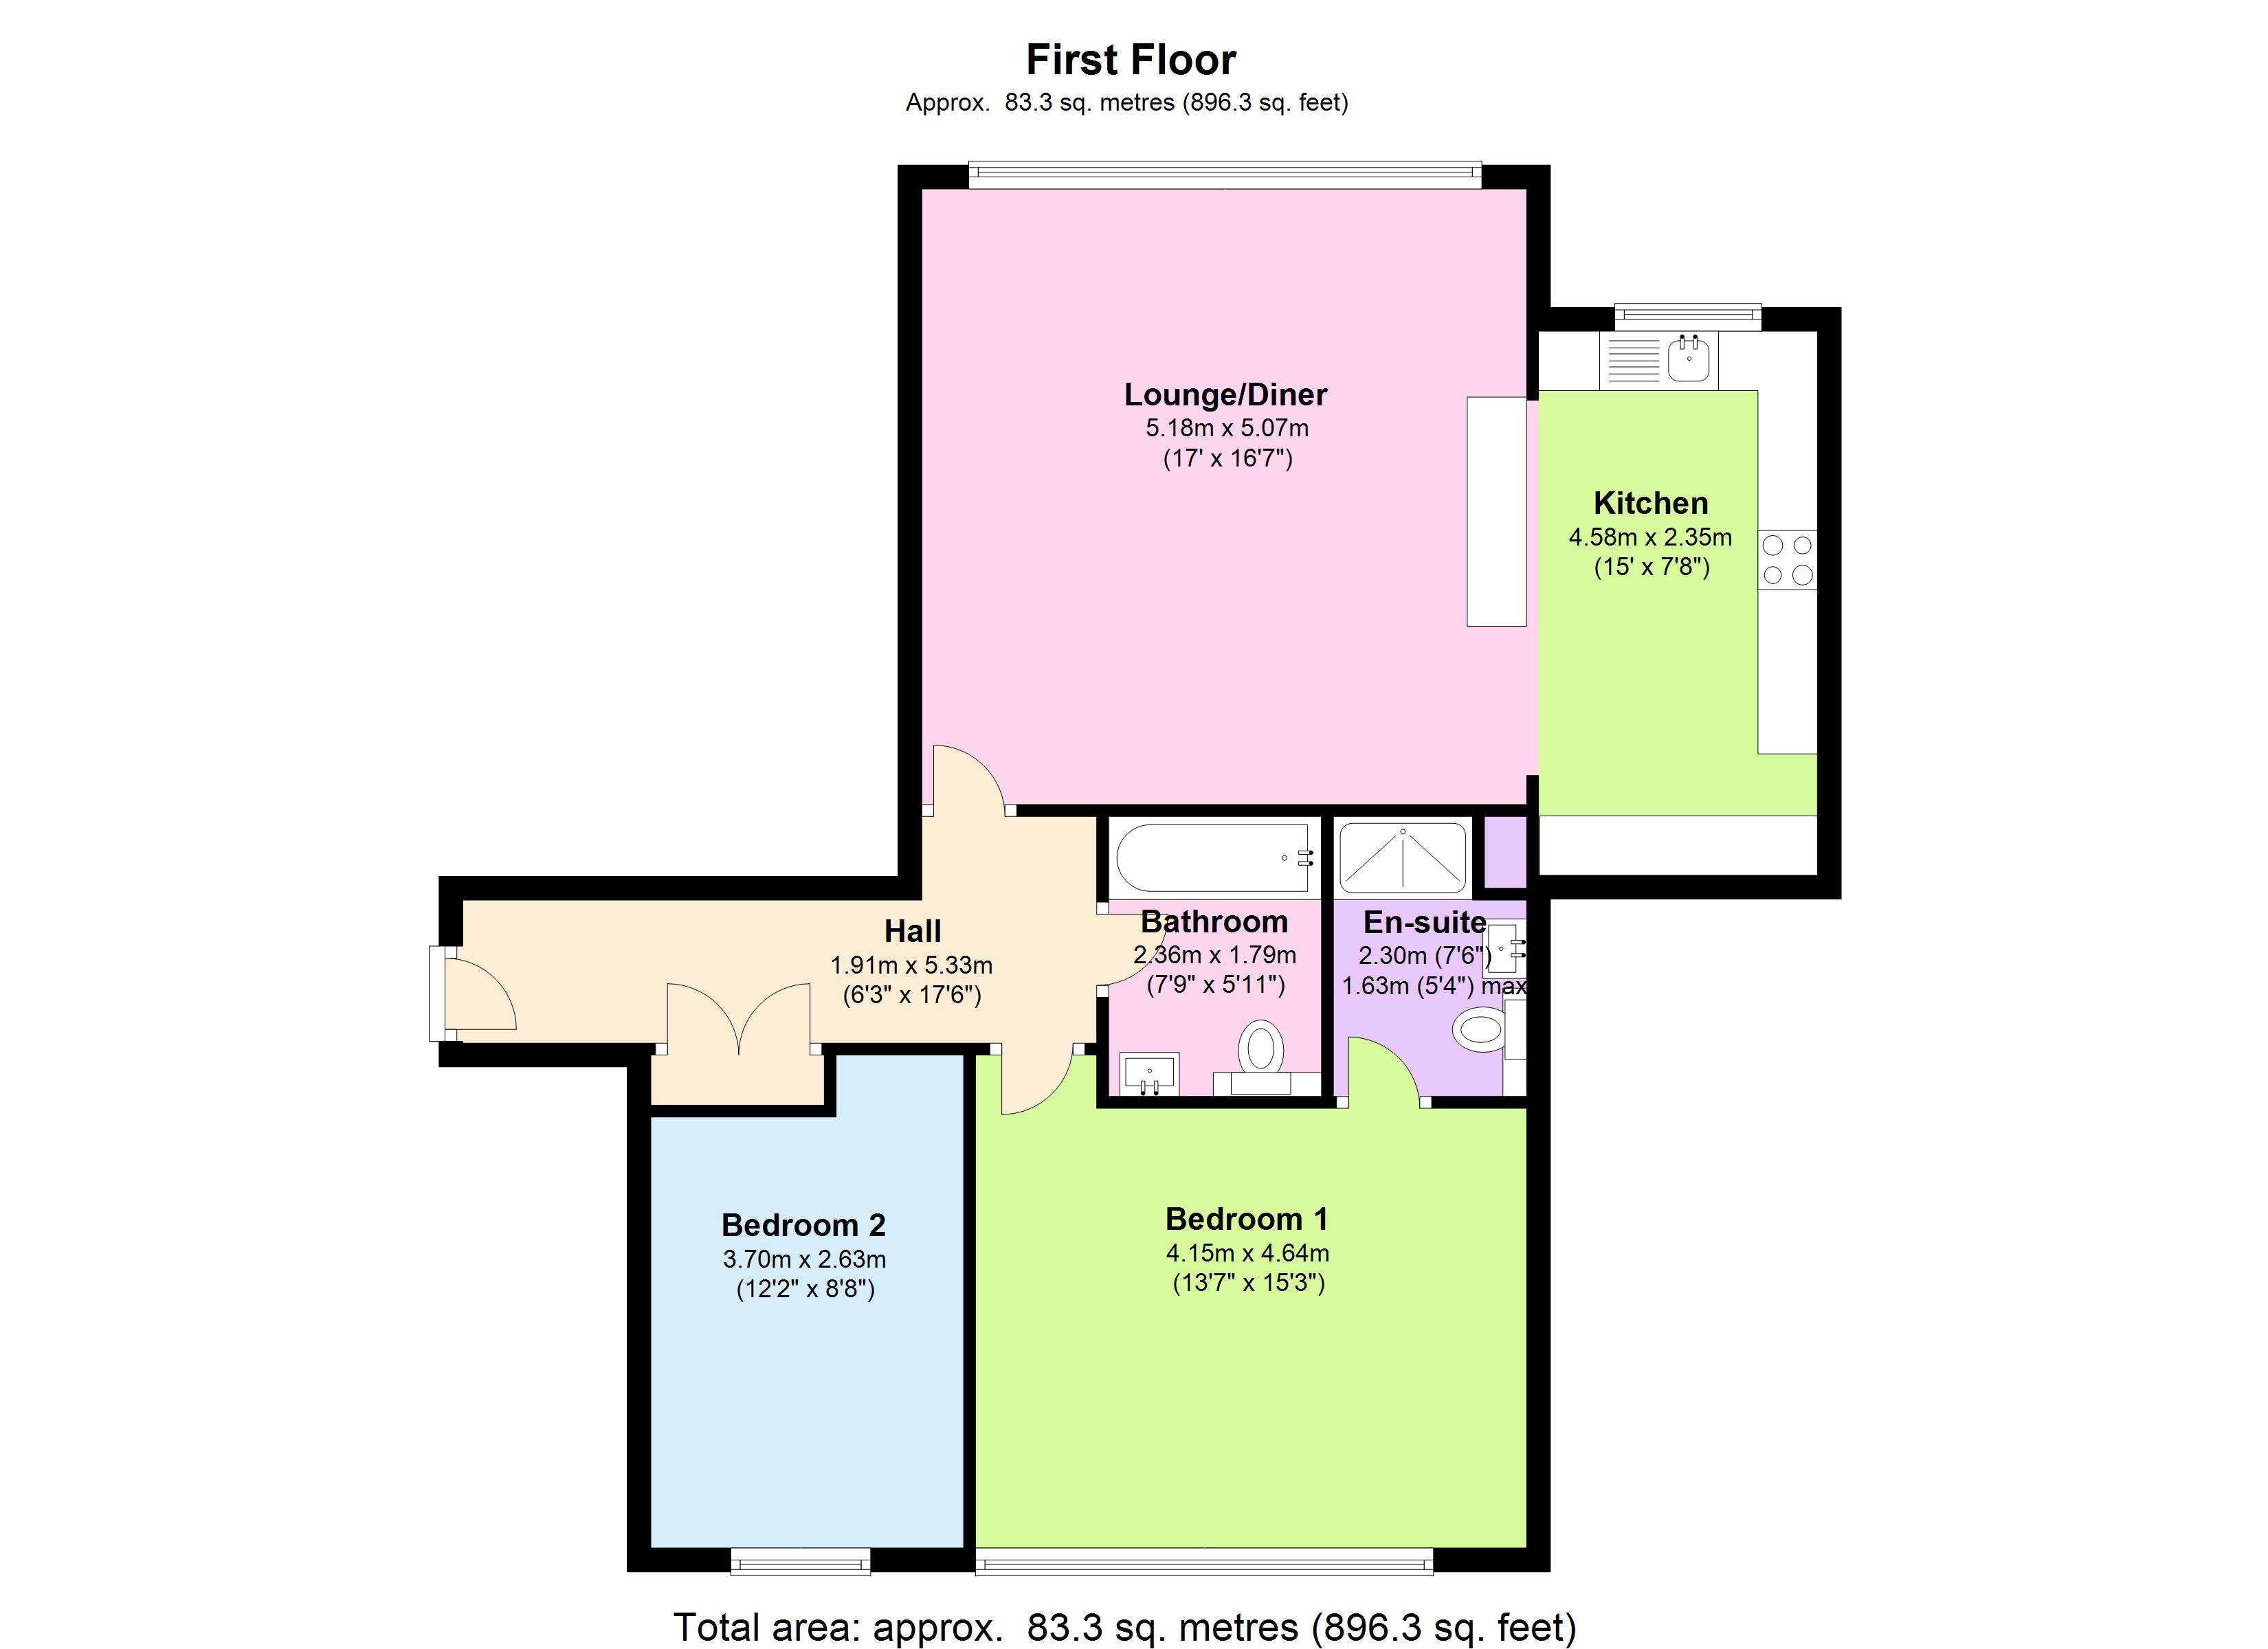 First Floor
Approx.  83.3 sq. metres (896.3 sq. feet)
Lounge/Diner
5.18m x 5.07m
(17' x 16'7")
Kitchen
4.58m x 2.35m
(15' x 7'8")
Hall
1.91m x 5.33m
(6'3" x 17'6")
Bathroom
2.36m x 1.79m
(7'9" x 5'11")
En-suite
2.30m (7'6")
1.63m (5'4") max
Bedroom 2
3.70m x 2.63m
(12'2" x 8'8")
Bedroom 1
4.15m x 4.64m
(13'7" x 15'3")
Total area: approx.  83.3 sq. metres (896.3 sq. feet)